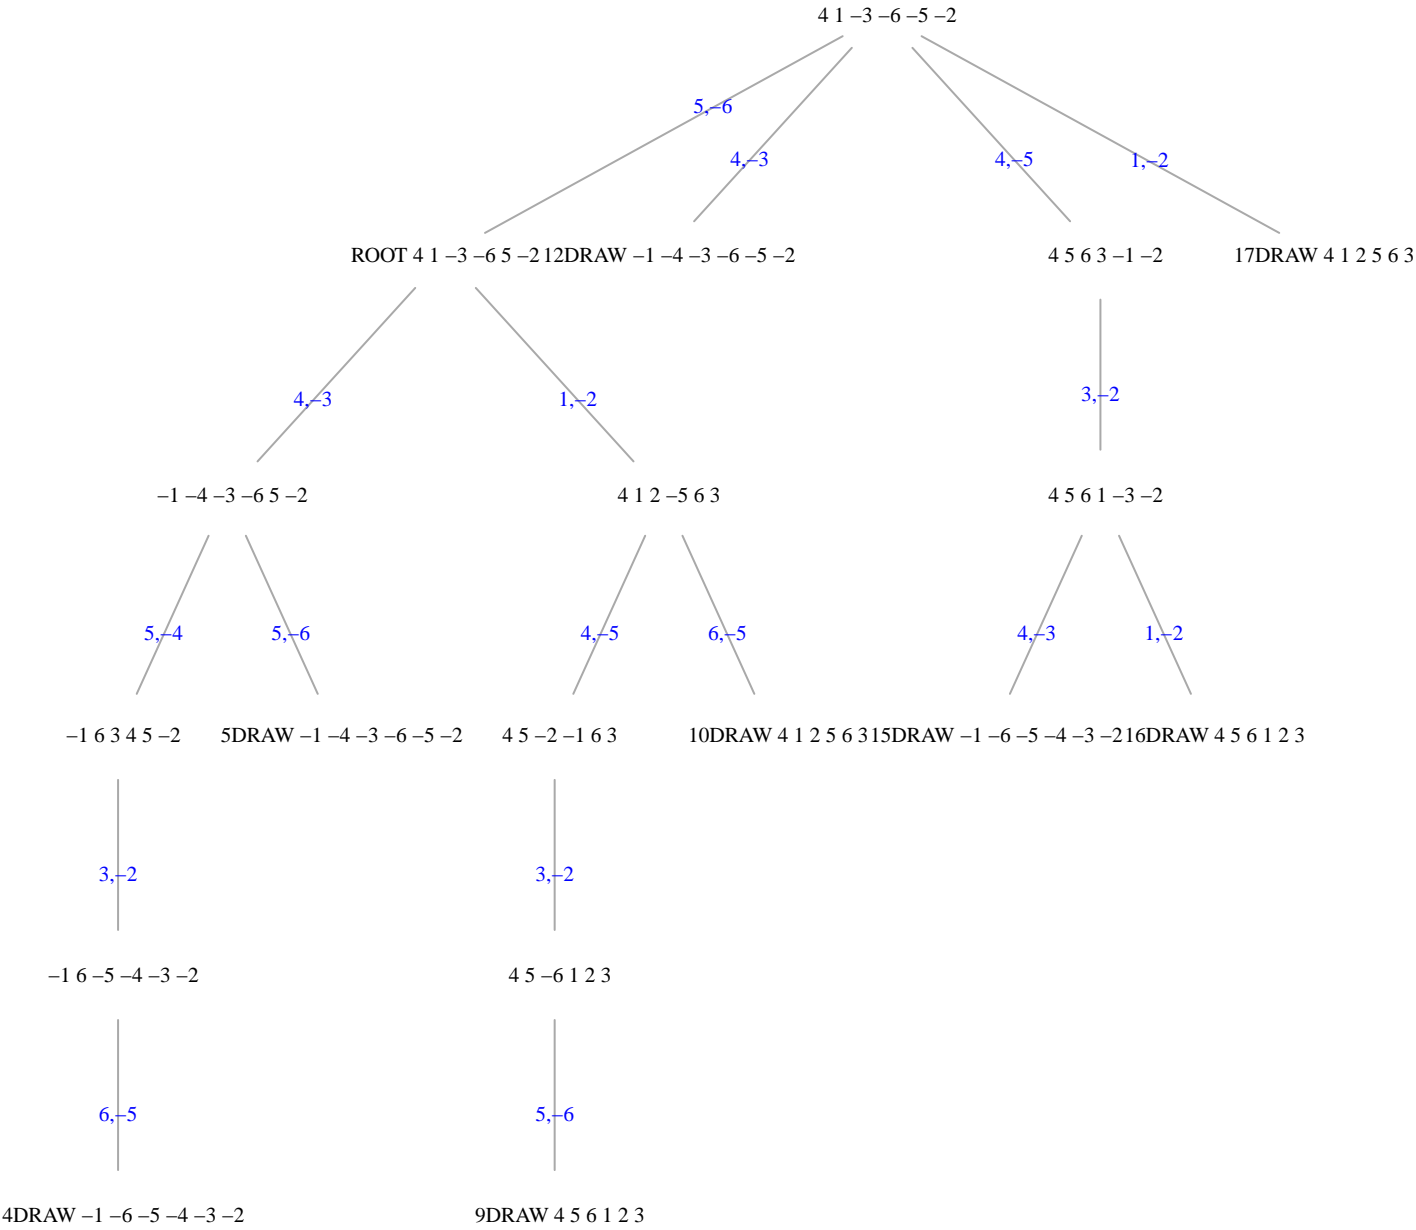 4 1 –3 –6 –5 –2
5,–6
4,–3
4,–5
1,–2
ROOT 4 1 –3 –6 5 –2
12DRAW –1 –4 –3 –6 –5 –2
4 5 6 3 –1 –2
17DRAW 4 1 2 5 6 3
4,–3
1,–2
3,–2
–1 –4 –3 –6 5 –2
4 1 2 –5 6 3
4 5 6 1 –3 –2
5,–4
5,–6
4,–5
6,–5
4,–3
1,–2
–1 6 3 4 5 –2
5DRAW –1 –4 –3 –6 –5 –2
4 5 –2 –1 6 3
10DRAW 4 1 2 5 6 3
15DRAW –1 –6 –5 –4 –3 –2
16DRAW 4 5 6 1 2 3
3,–2
3,–2
–1 6 –5 –4 –3 –2
4 5 –6 1 2 3
6,–5
5,–6
4DRAW –1 –6 –5 –4 –3 –2
9DRAW 4 5 6 1 2 3